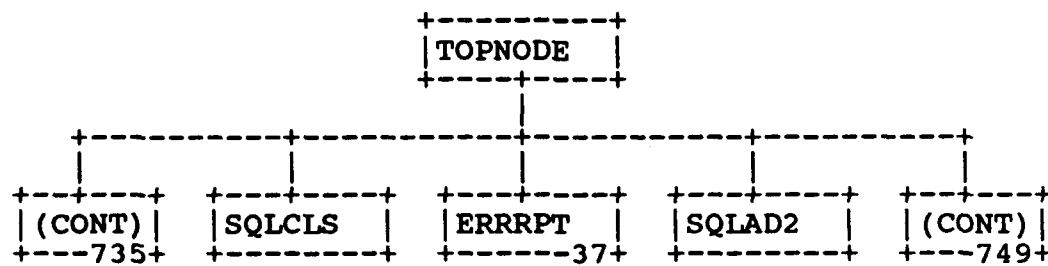 TOPNODE
(CONT) SQLCLS ERRRPT SQLAD2 (CONT)
735 37 749